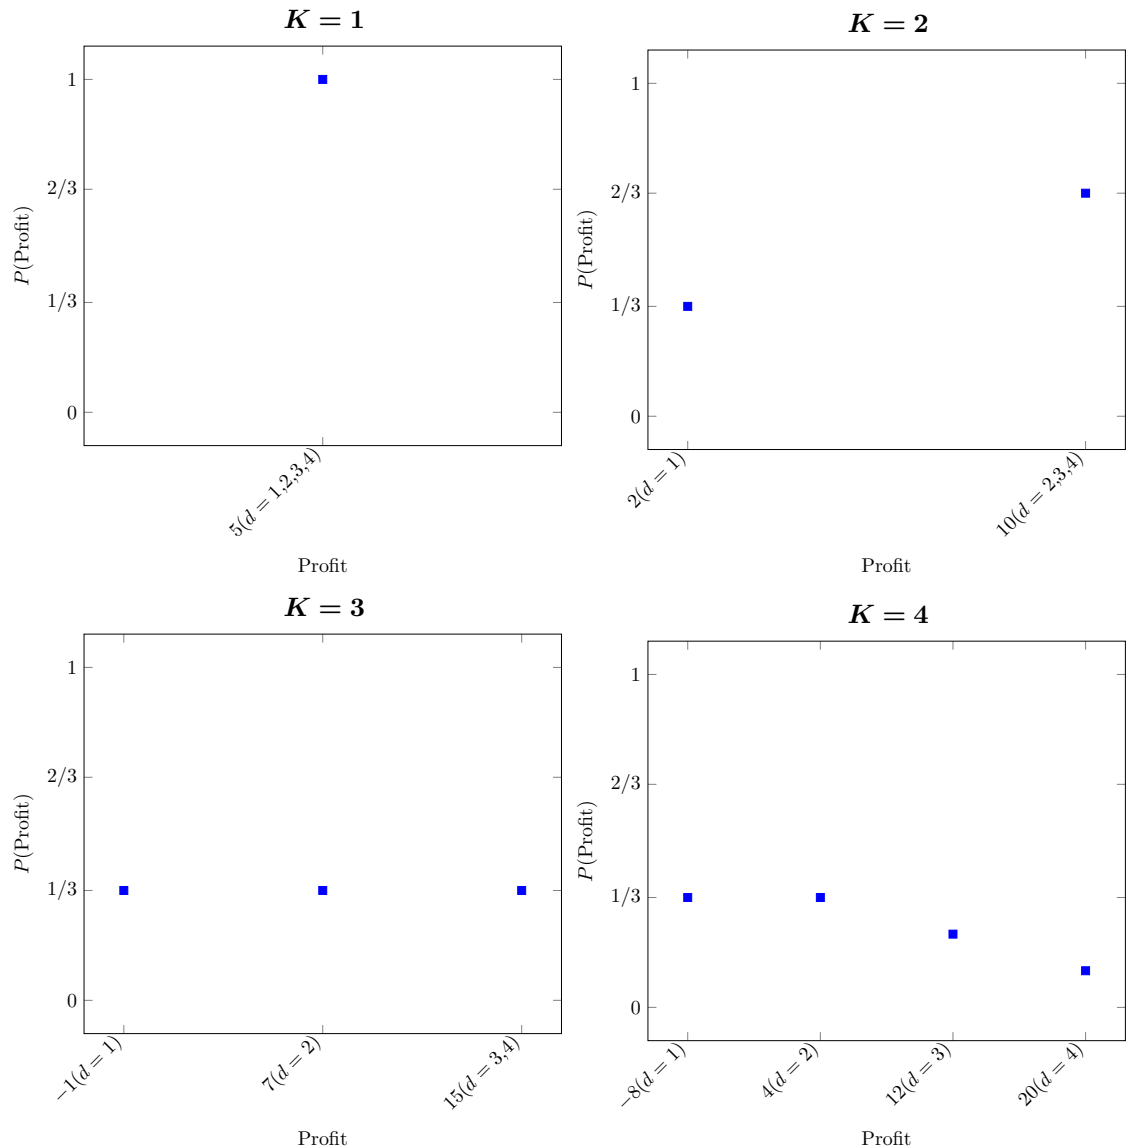 K = 1
1
2/3
1/3
0
P(Profit)
5(d = 1,2,3,4)
Profit
K = 2
1
2/3
1/3
0
P(Profit)
2(d = 1)
10(d = 2,3,4)
Profit
K = 3
1
2/3
1/3
0
P(Profit)
−1(d = 1)
7(d = 2)
15(d = 3,4)
Profit
K = 4
1
2/3
1/3
0
P(Profit)
−8(d = 1)
4(d = 2)
12(d = 3)
20(d = 4)
Profit